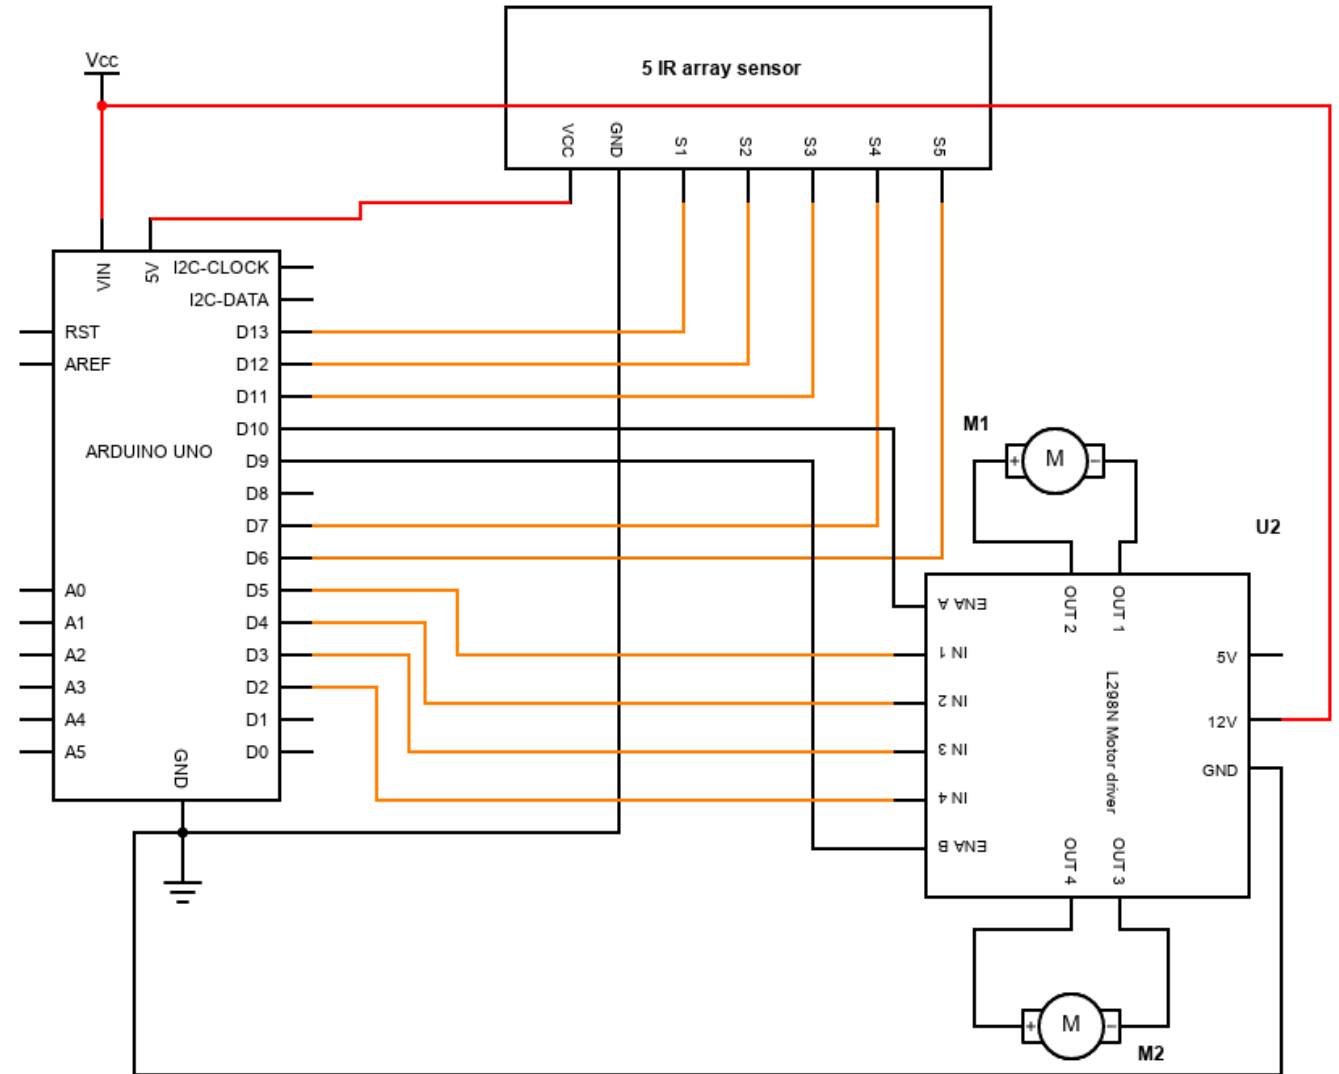 Vcc
5 IR array sensor
VCC
GND
S1
S2
S3
S4
S5
VIN
5V
I2C-CLOCK
I2C-DATA
RST
D13
AREF
D12
D11
D10
ARDUINO UNO
D9
D8
D7
D6
A0
D5
A1
D4
A2
D3
A3
D2
A4
D1
A5
D0
GND
M1
+
M
-
U2
ENA A
OUT 2
OUT 1
IN 1
5V
IN 2
L298N Motor driver
12V
IN 3
GND
IN 4
ENA B
OUT 4
OUT 3
+
M
-
M2